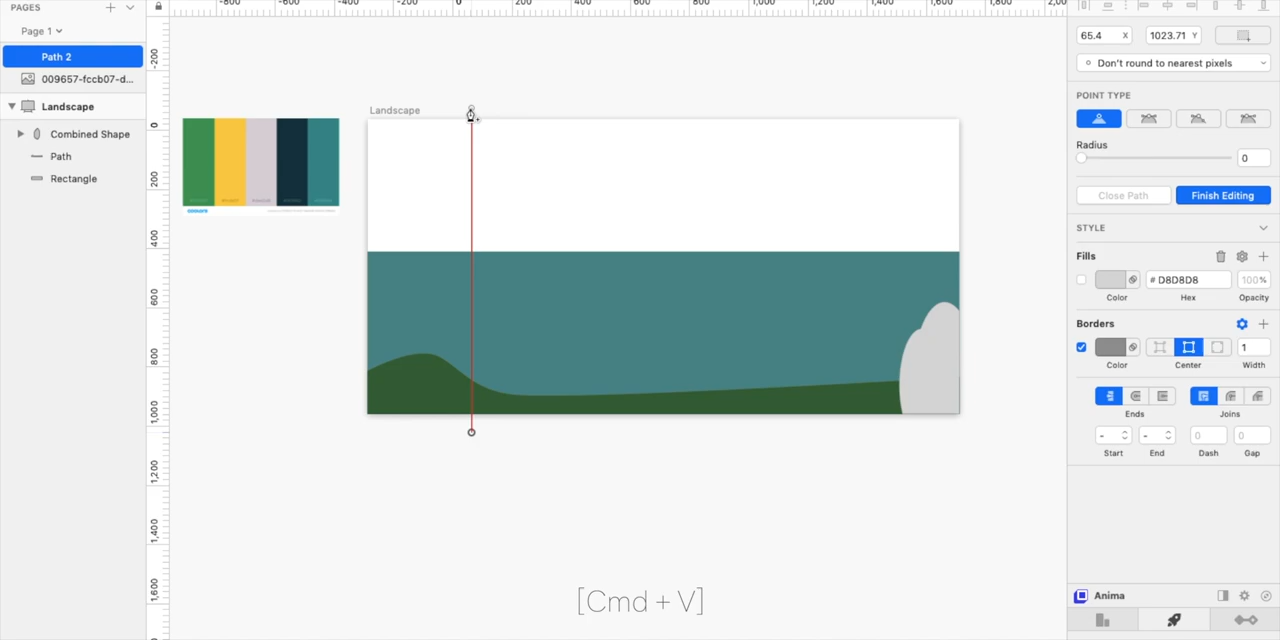 PAGES
Page 1
Path 2
009657-fccb07-d...
Landscape
Combined Shape
Path
Rectangle
-800
-600
-400
-200
0
200
400
600
800
1,000
1,200
1,400
1,600
1,800
2,00
-200
0
200
400
600
800
1,000
1,200
1,400
1,600
Landscape
coolors
65.4 X
1023.71 Y
Don't round to nearest pixels
POINT TYPE
Radius
0
Close Path
Finish Editing
STYLE
Fills
# D8D8D8
100%
Color
Hex
Opacity
Borders
1
Color
Center
Width
Ends
Joins
-
-
0
0
Start
End
Dash
Gap
Anima
[Cmd + V]